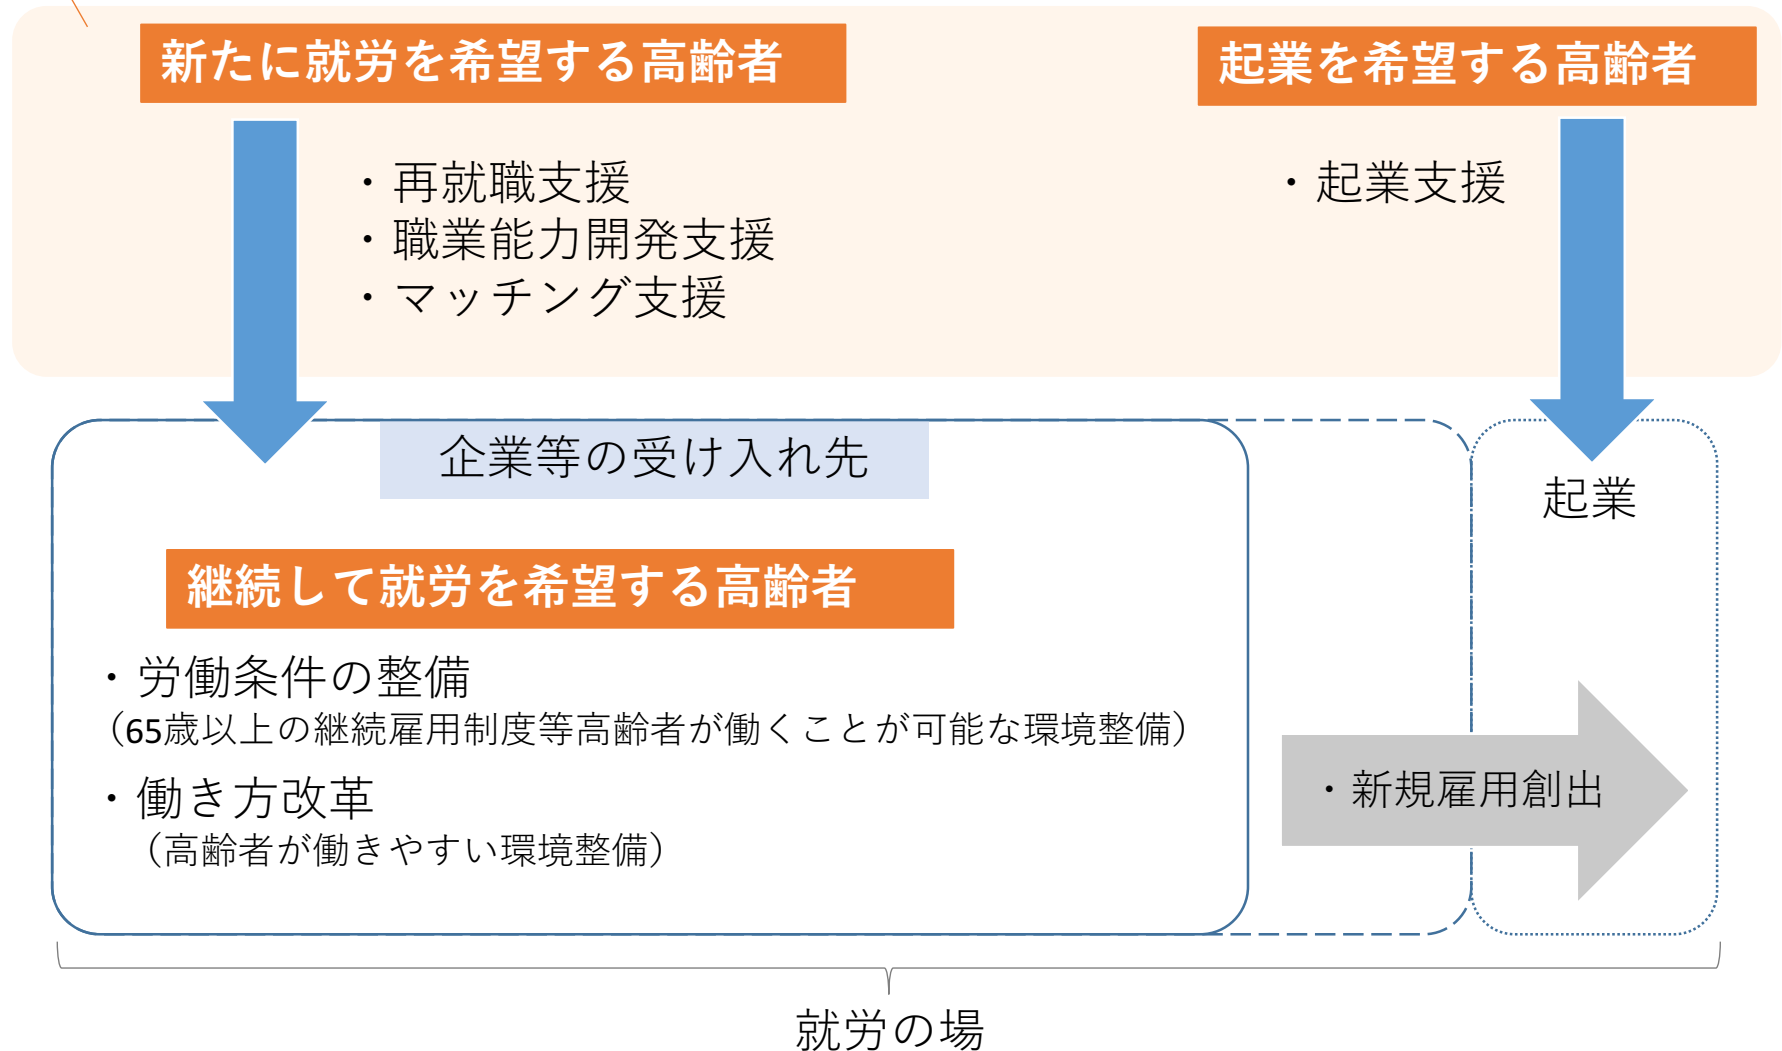 新たに就労を希望する高齢者
起業を希望する高齢者
・再就職支援
・職業能力開発支援
・マッチング支援
・起業支援
企業等の受け入れ先
起業
継続して就労を希望する高齢者
・労働条件の整備
（65歳以上の継続雇用制度等高齢者が働くことが可能な環境整備）
・働き方改革
（高齢者が働きやすい環境整備）
・新規雇用創出
就労の場